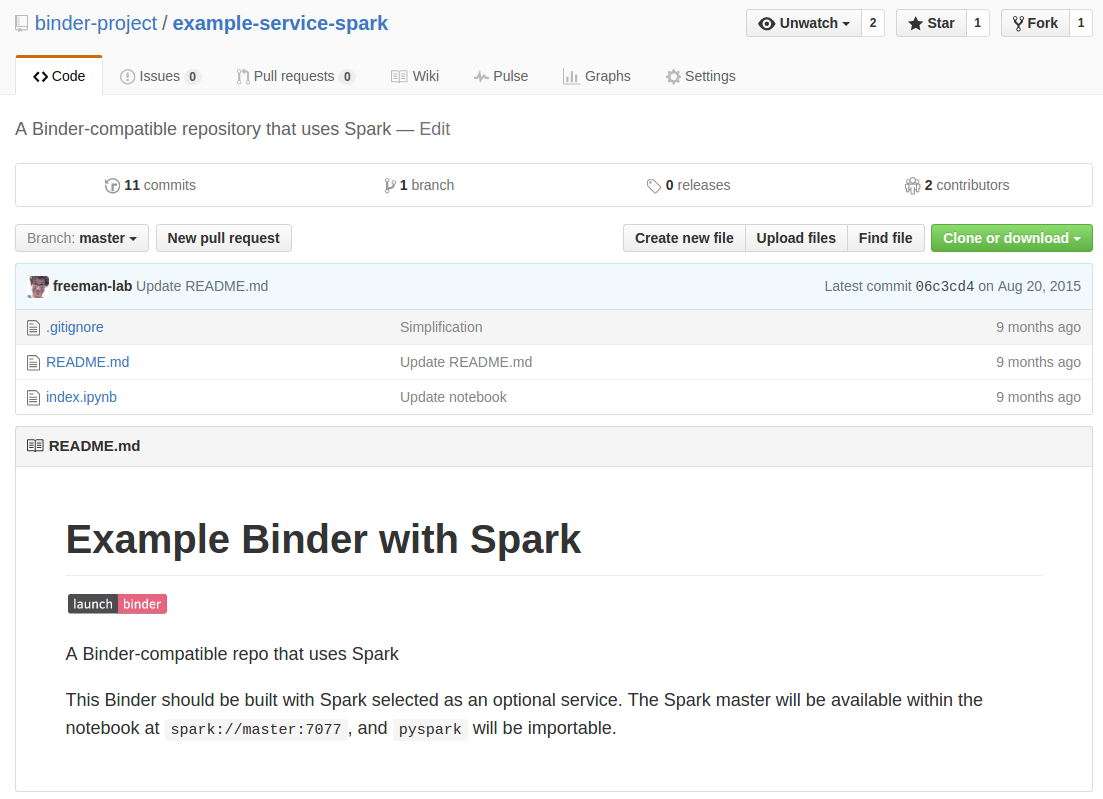 binder-project / example-service-spark Unwatch 2 Star 1 Fork 1
Code Issues 0 Pull requests 0 Wiki Pulse Graphs Settings
A Binder-compatible repository that uses Spark — Edit
11 commits 1 branch 0 releases 2 contributors
Branch: master New pull request Create new file Upload files Find file Clone or download
freeman-lab Update README.md Latest commit 06c3cd4 on Aug 20, 2015
.gitignore Simplification 9 months ago
README.md Update README.md 9 months ago
index.ipynb Update notebook 9 months ago
README.md
Example Binder with Spark
launch binder
A Binder-compatible repo that uses Spark
This Binder should be built with Spark selected as an optional service. The Spark master will be available within the
notebook at spark://master:7077 , and pyspark will be importable.